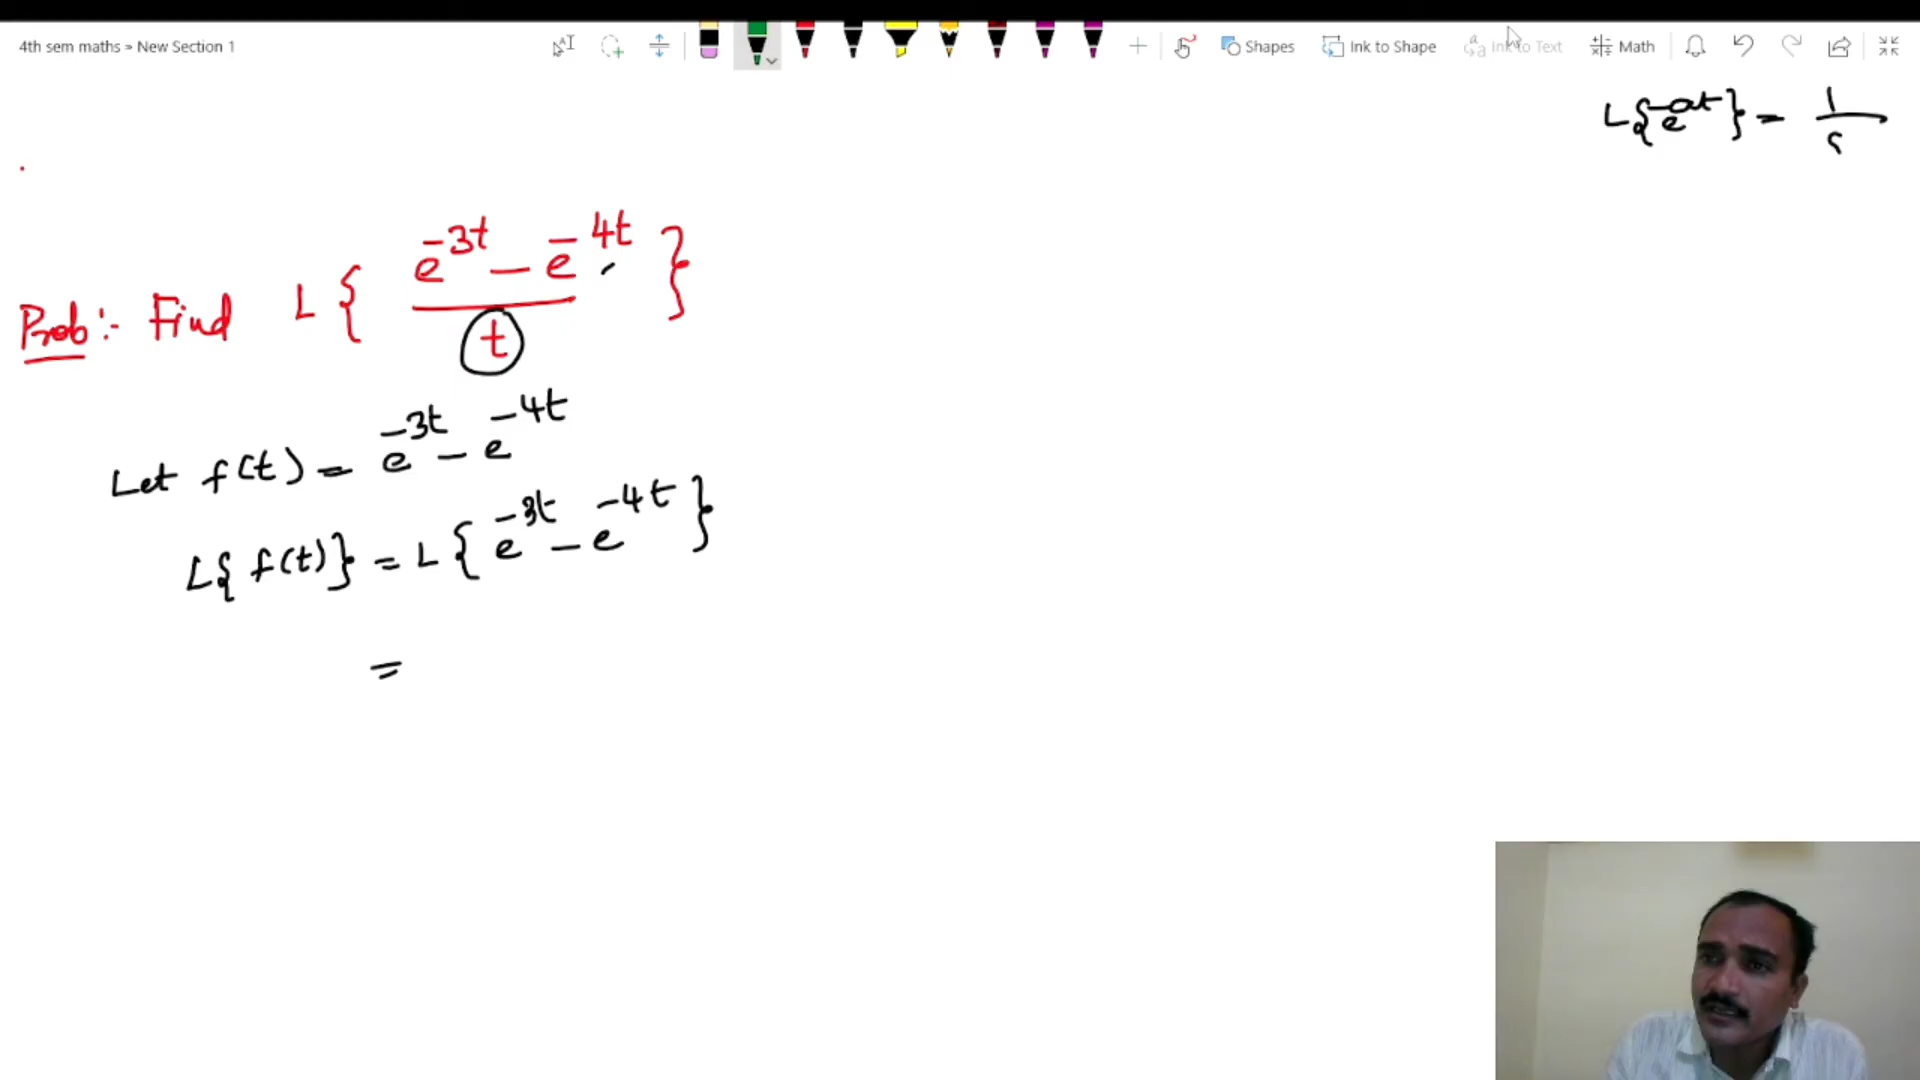 4th sem maths » New Section 1
Shapes Ink to Shape Ink to Text Math
L{e^-at} = 1/s
Prob:- Find L{ (e^-3t - e^-4t) / t }
Let f(t) = e^-3t - e^-4t
L{f(t)} = L{ e^-3t - e^-4t }
=